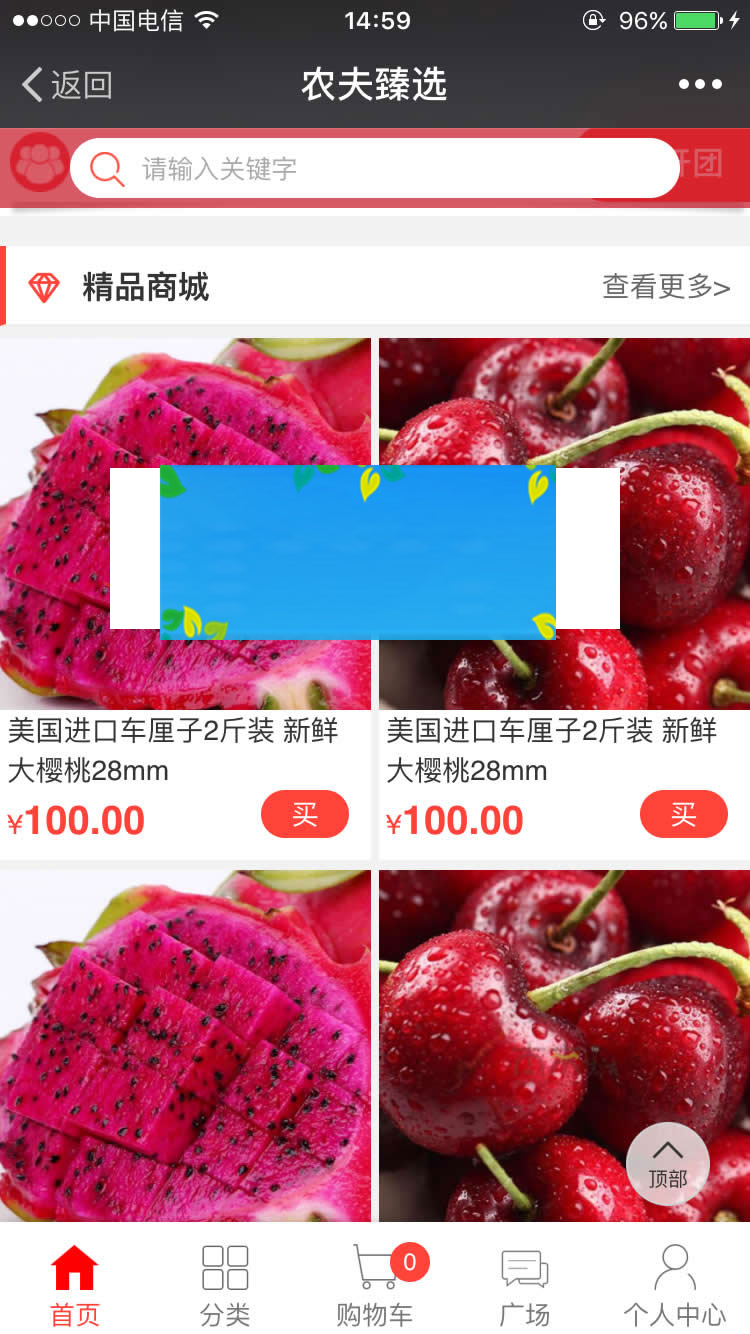 中国电信 14:59 96%
返回 农夫臻选
请输入关键字 开团
精品商城 查看更多>
美国进口车厘子2斤装 新鲜
大樱桃28mm
¥100.00 买
美国进口车厘子2斤装 新鲜
大樱桃28mm
¥100.00 买
顶部
0
首页 分类 购物车 广场 个人中心